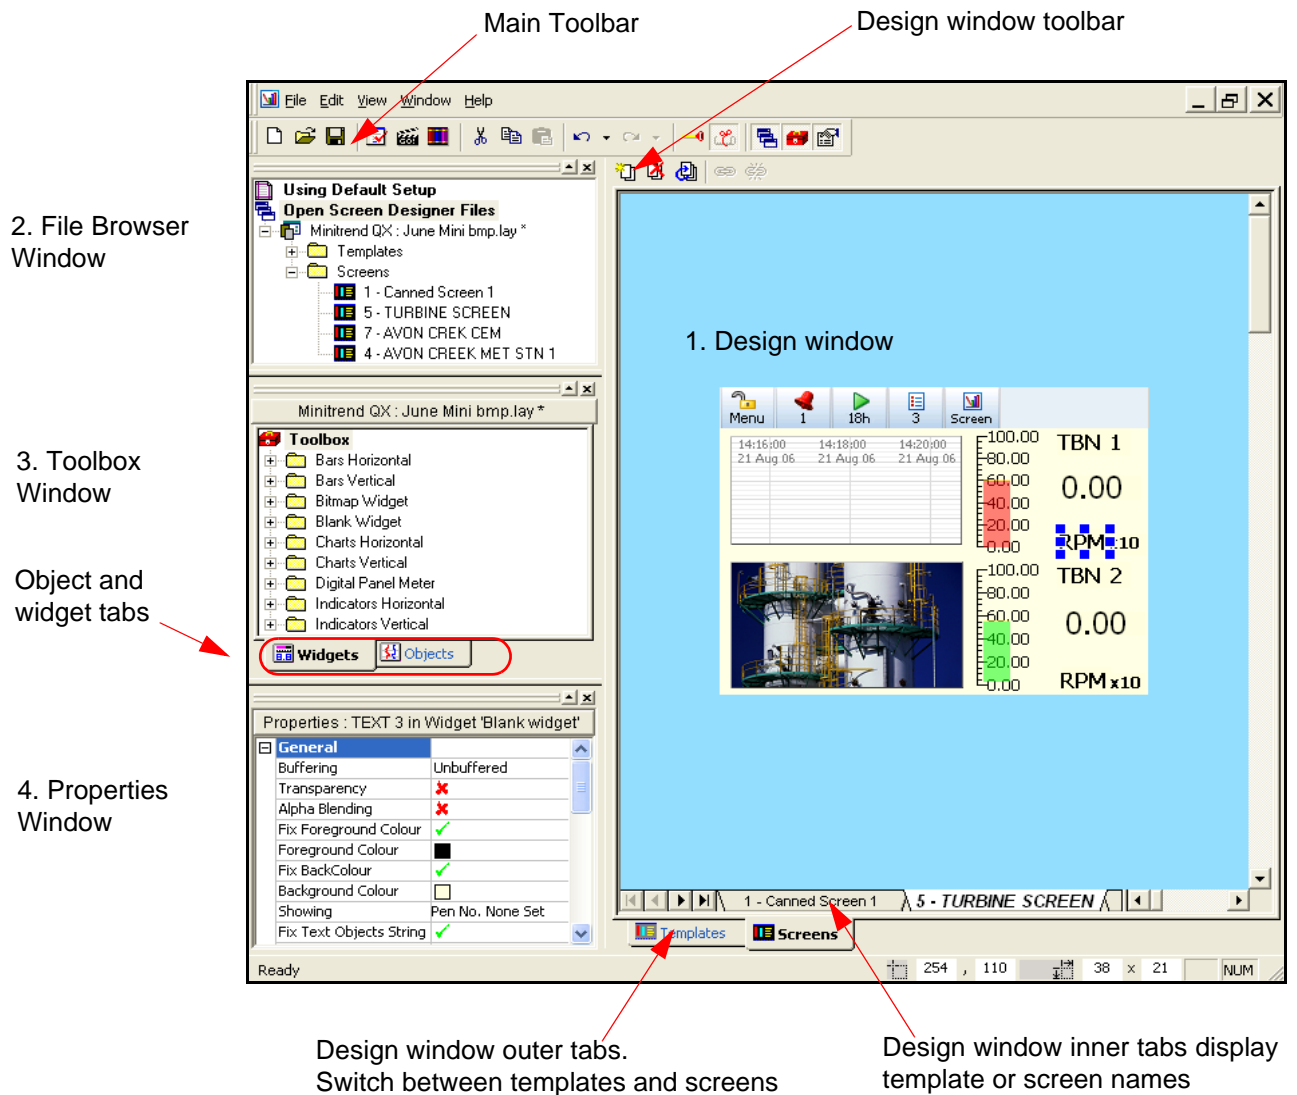 Main Toolbar
Design window toolbar
File Edit View Window Help
Using Default Setup
Open Screen Designer Files
Minitrend QX : June Mini bmp.lay *
Templates
Screens
1 - Canned Screen 1
5 - TURBINE SCREEN
7 - AVON CREK CEM
4 - AVON CREEK MET STN 1
2. File Browser
Window
Minitrend QX : June Mini bmp.lay *
Toolbox
Bars Horizontal
Bars Vertical
Bitmap Widget
Blank Widget
Charts Horizontal
Charts Vertical
Digital Panel Meter
Indicators Horizontal
Indicators Vertical
Widgets
Objects
3. Toolbox
Window
Object and
widget tabs
Properties : TEXT 3 in Widget 'Blank widget'
General
Buffering Unbuffered
Transparency
Alpha Blending
Fix Foreground Colour
Foreground Colour
Fix BackColour
Background Colour
Showing Pen No. None Set
Fix Text Objects String
4. Properties
Window
1. Design window
Menu 1 18h 3 Screen
14:16:00 14:18:00 14:20:00
21 Aug 06 21 Aug 06 21 Aug 06
100.00
80.00
60.00
40.00
20.00
0.00
TBN 1
0.00
RPM x10
100.00
80.00
60.00
40.00
20.00
0.00
TBN 2
0.00
RPM x10
1 - Canned Screen 1
5 - TURBINE SCREEN
Templates
Screens
Ready
254 , 110
38 x 21
NUM
Design window outer tabs.
Switch between templates and screens
Design window inner tabs display
template or screen names